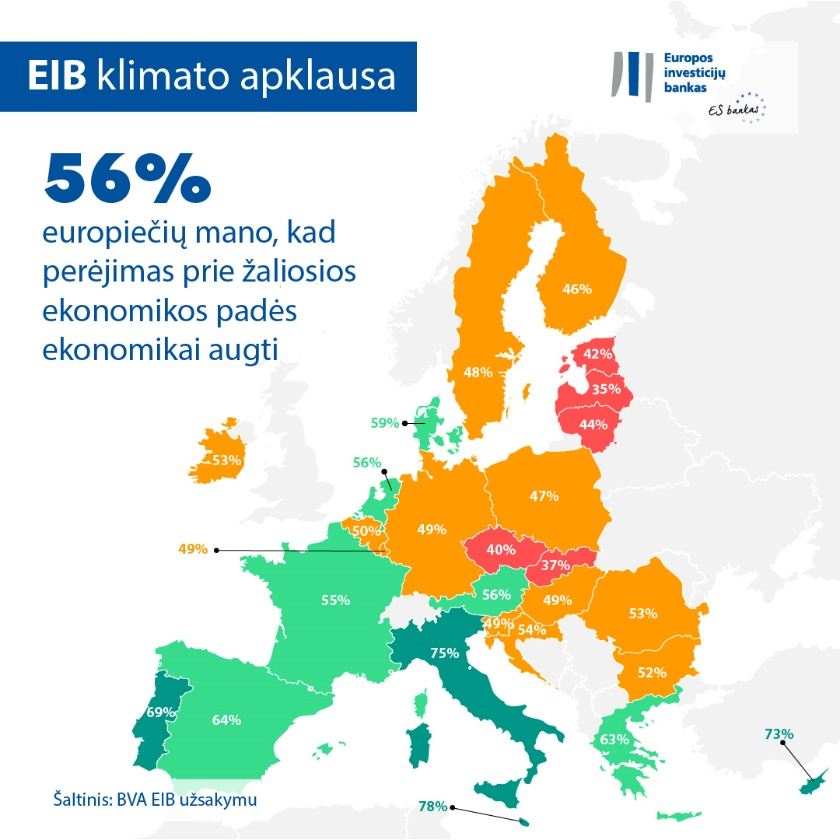 EIB klimato apklausa
Europos
investicijų
bankas
ES bankas
56%
europiečių mano, kad
perėjimas prie žaliosios
ekonomikos padės
ekonomikai augti
46%
42%
48%
35%
59%
44%
53%
56%
47%
50%
49%
49%
40%
37%
55%
56%
49%
53%
49%
54%
75%
52%
69%
64%
63%
73%
78%
Šaltinis: BVA EIB užsakymu